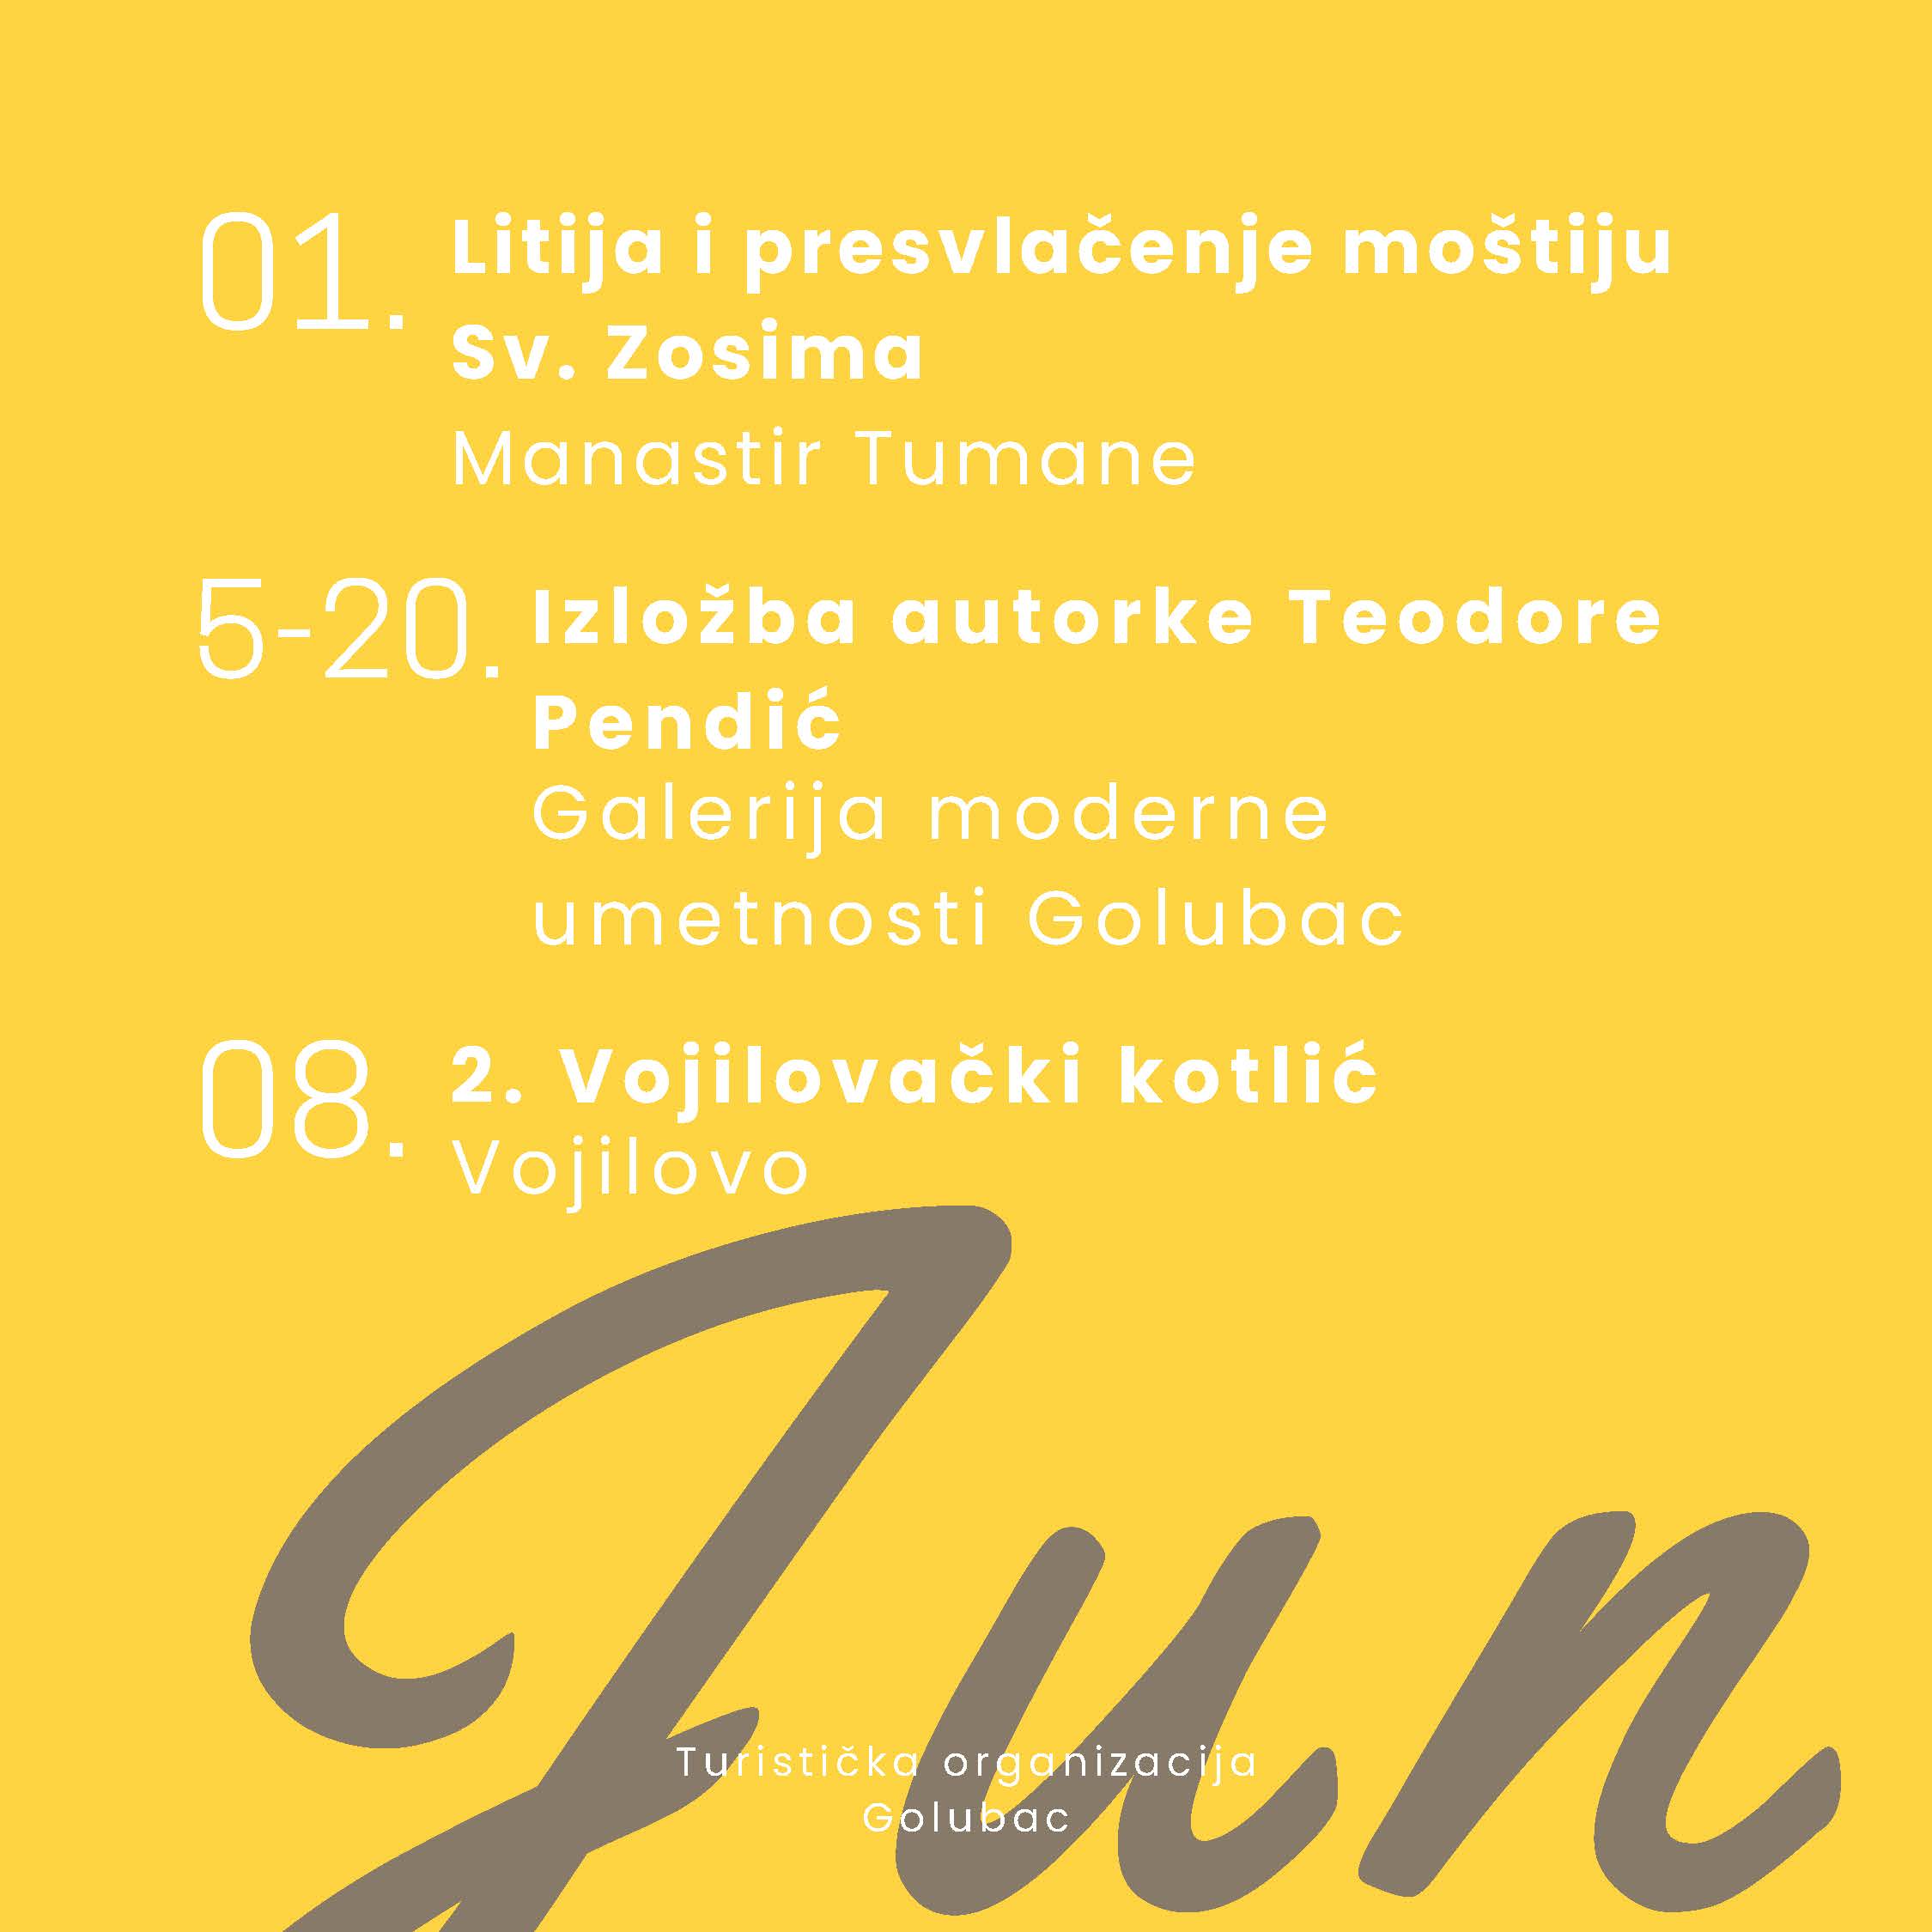 01. Litija i presvlačenje moštiju
Sv. Zosima
Manastir Tumane
5-20. Izložba autorke Teodore
Pendić
Galerija moderne
umetnosti Golubac
08. 2. Vojilovački kotlić
Vojilovo
Jun
Turistička organizacija
Golubac